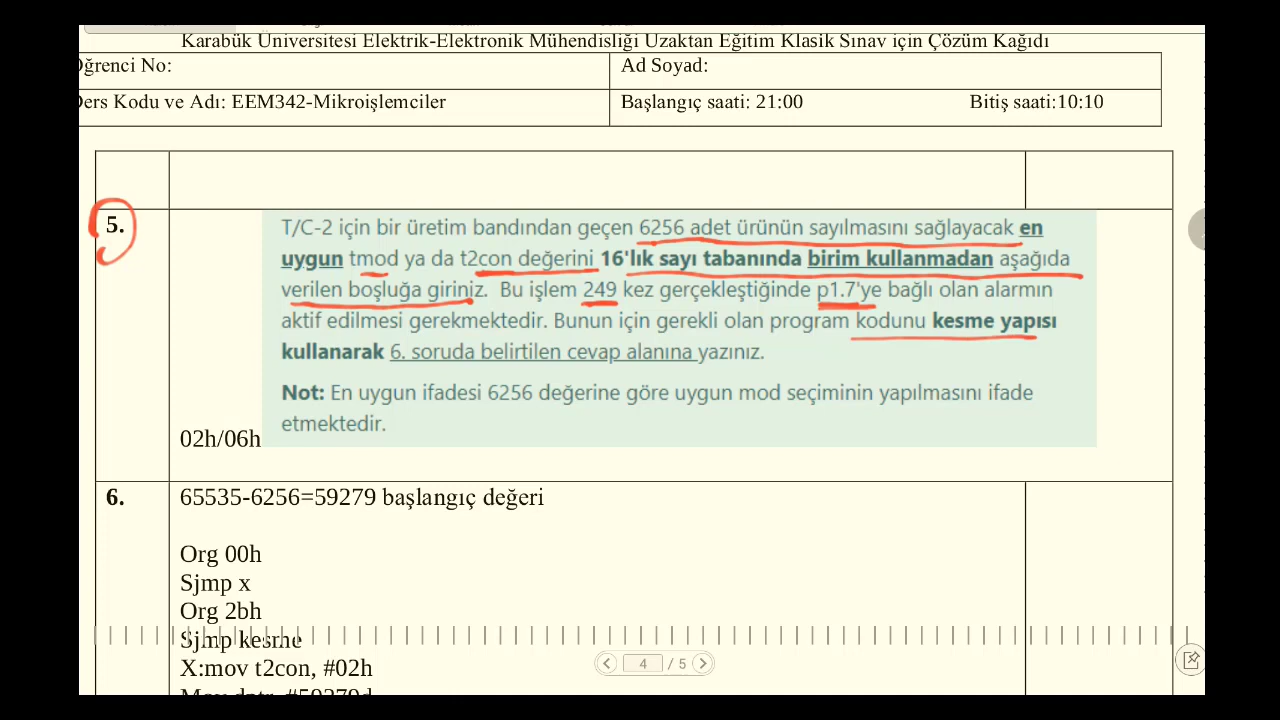 Karabük Üniversitesi Elektrik-Elektronik Mühendisliği Uzaktan Eğitim Klasik Sınav için Çözüm Kağıdı
Öğrenci No:
Ad Soyad:
Ders Kodu ve Adı: EEM342-Mikroişlemciler
Başlangıç saati: 21:00
Bitiş saati:10:10
5.
T/C-2 için bir üretim bandından geçen 6256 adet ürünün sayılmasını sağlayacak en
uygun tmod ya da t2con değerini 16'lık sayı tabanında birim kullanmadan aşağıda
verilen boşluğa giriniz. Bu işlem 249 kez gerçekleştiğinde p1.7'ye bağlı olan alarmın
aktif edilmesi gerekmektedir. Bunun için gerekli olan program kodunu kesme yapısı
kullanarak 6. soruda belirtilen cevap alanına yazınız.
Not: En uygun ifadesi 6256 değerine göre uygun mod seçiminin yapılmasını ifade
etmektedir.
02h/06h
6.
65535-6256=59279 başlangıç değeri
Org 00h
Sjmp x
Org 2bh
Sjmp kesme
X:mov t2con, #02h
Mov dptr, #59279d
4 / 5